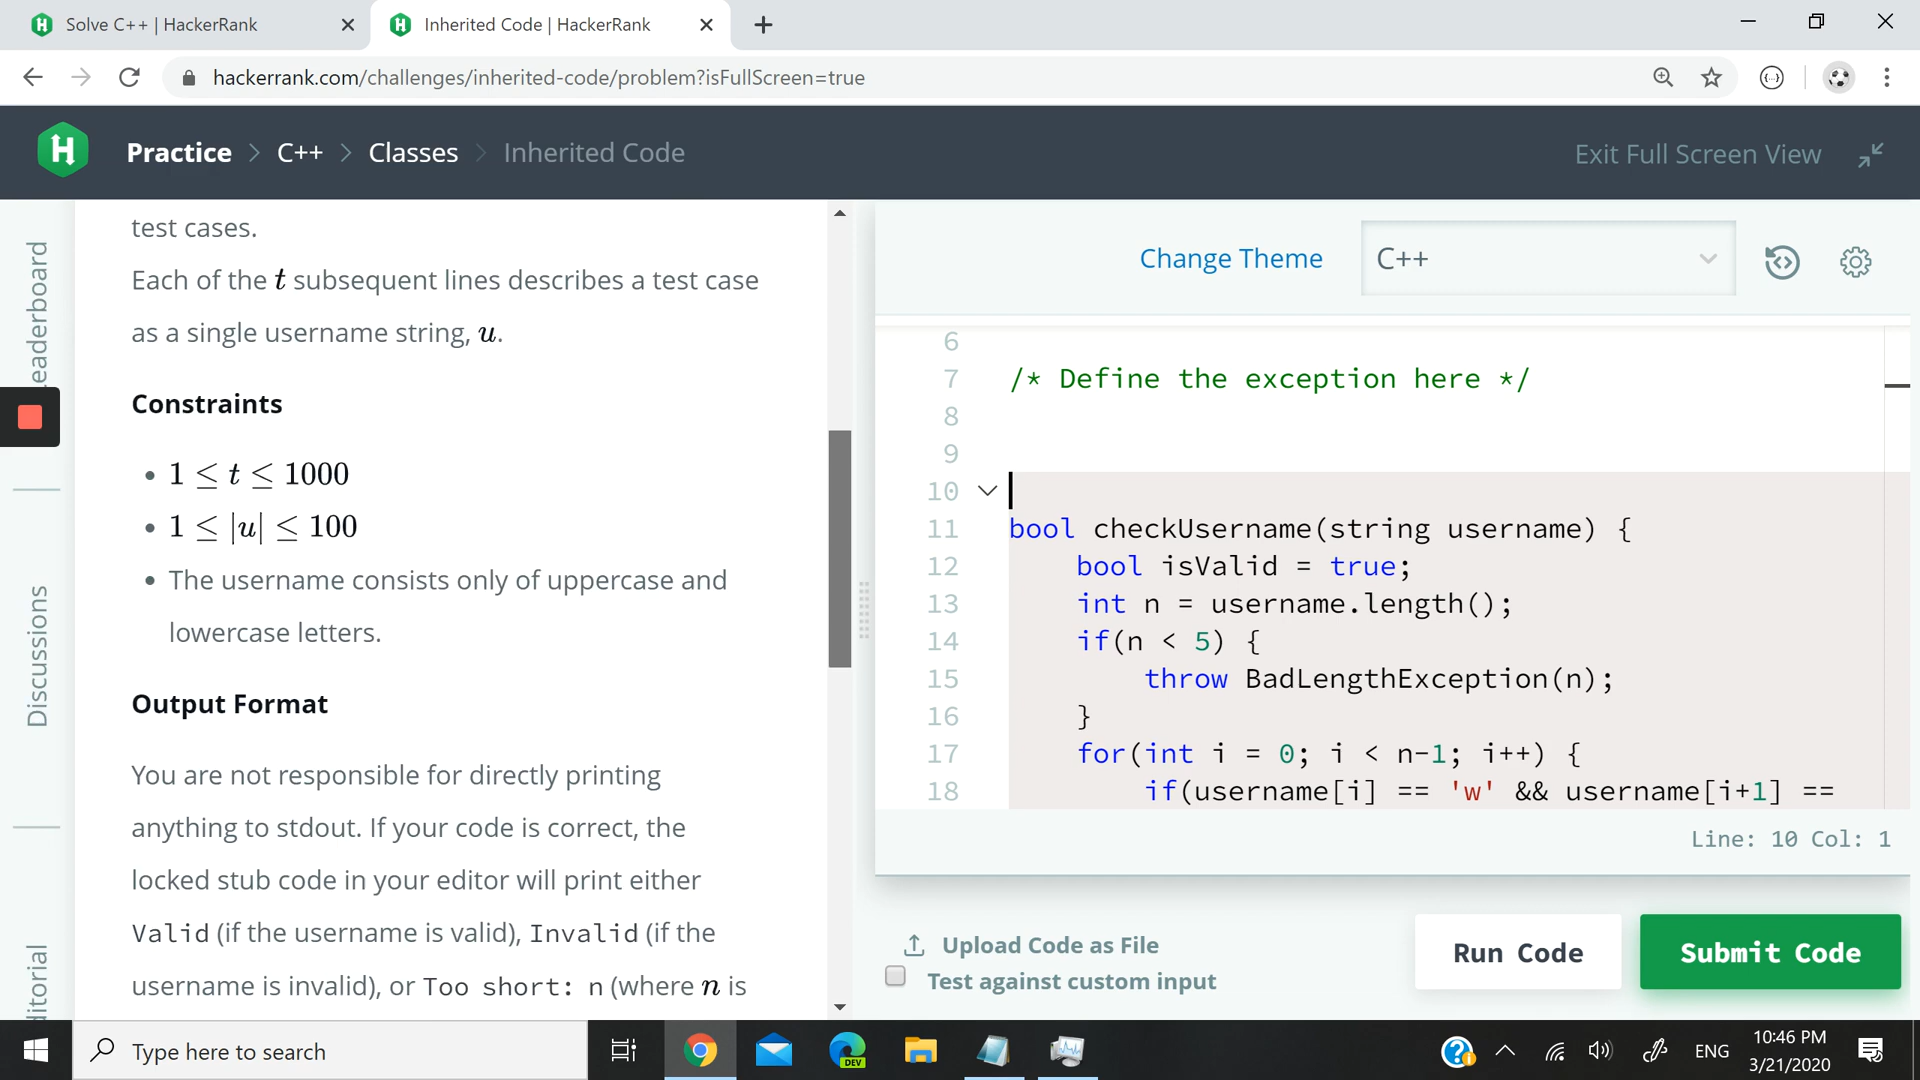 Solve C++ | HackerRank
Inherited Code | HackerRank
hackerrank.com/challenges/inherited-code/problem?isFullScreen=true
Practice > C++ > Classes > Inherited Code
Exit Full Screen View
Leaderboard
Discussions
ditorial
test cases.
Each of the t subsequent lines describes a test case
as a single username string, u.
Constraints
• 1 ≤ t ≤ 1000
• 1 ≤ |u| ≤ 100
• The username consists only of uppercase and
lowercase letters.
Output Format
You are not responsible for directly printing
anything to stdout. If your code is correct, the
locked stub code in your editor will print either
Valid (if the username is valid), Invalid (if the
username is invalid), or Too short: n (where n is
Change Theme
C++
6
7 /* Define the exception here */
8
9
10
11 bool checkUsername(string username) {
12 bool isValid = true;
13 int n = username.length();
14 if(n < 5) {
15 throw BadLengthException(n);
16 }
17 for(int i = 0; i < n-1; i++) {
18 if(username[i] == 'w' && username[i+1] ==
Line: 10 Col: 1
Upload Code as File
Test against custom input
Run Code
Submit Code
Type here to search
DEV
ENG
10:46 PM
3/21/2020